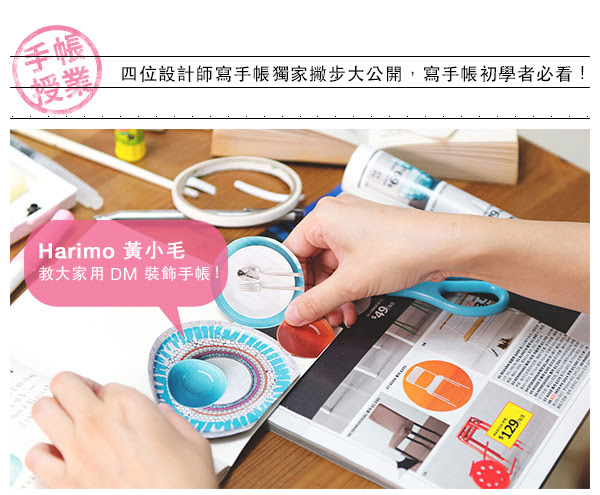 手帳
授業
四位設計師寫手帳獨家撇步大公開，寫手帳初學者必看！
Harimo 黃小毛
教大家用 DM 裝飾手帳！
$49
$129